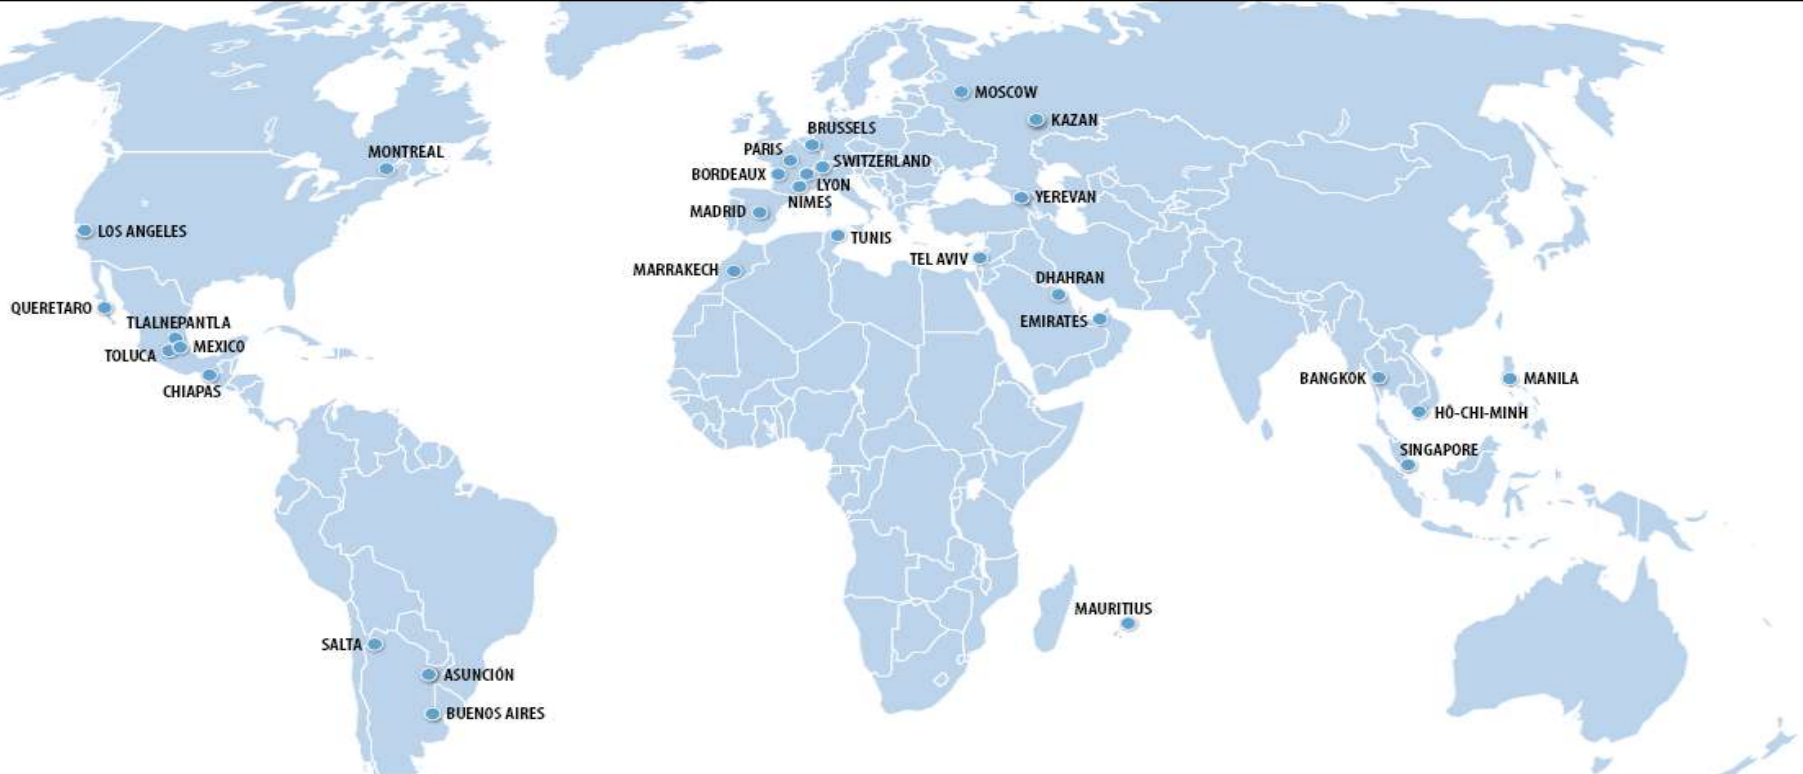 MOSCOW
KAZAN
BRUSSELS
MONTREAL
PARIS
SWITZERLAND
BORDEAUX
LYON
NIMES
YEREVAN
MADRID
LOS ANGELES
TUNIS
TEL AVIV
MARRAKECH
DHAHRAN
QUERETARO
EMIRATES
TLALNEPANTLA
MEXICO
TOLUCA
CHIAPAS
BANGKOK
MANILA
HÔ-CHI-MINH
SINGAPORE
MAURITIUS
SALTA
ASUNCIÓN
BUENOS AIRES